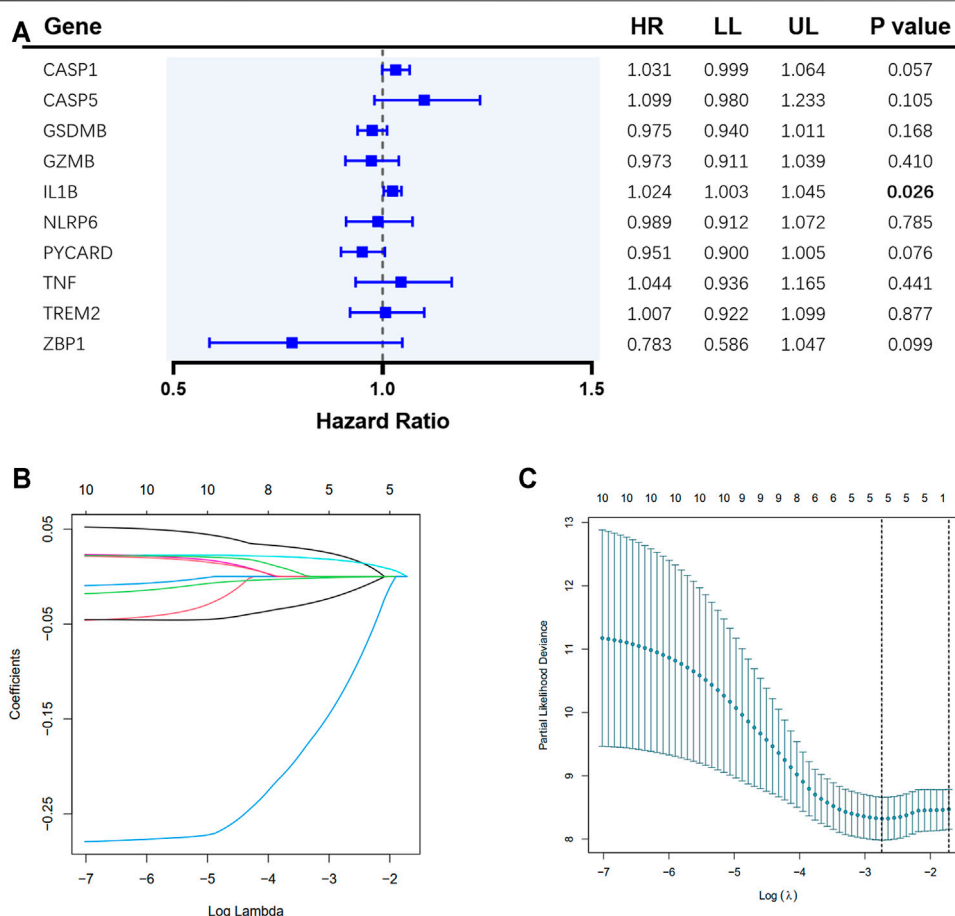 A Gene HR LL UL P value
CASP1 1.031 0.999 1.064 0.057
CASP5 1.099 0.980 1.233 0.105
GSDMB 0.975 0.940 1.011 0.168
GZMB 0.973 0.911 1.039 0.410
IL1B 1.024 1.003 1.045 0.026
NLRP6 0.989 0.912 1.072 0.785
PYCARD 0.951 0.900 1.005 0.076
TNF 1.044 0.936 1.165 0.441
TREM2 1.007 0.922 1.099 0.877
ZBP1 0.783 0.586 1.047 0.099
0.5 1.0 1.5
Hazard Ratio
B
10 10 10 8 5 5
0.05
-0.05
-0.15
-0.25
Coefficients
-7 -6 -5 -4 -3 -2
Log Lambda
C
10 10 10 10 10 10 9 9 9 8 6 6 5 5 5 5 5 1
13
12
11
10
9
8
Partial Likelihood Deviance
-7 -6 -5 -4 -3 -2
Log (λ)